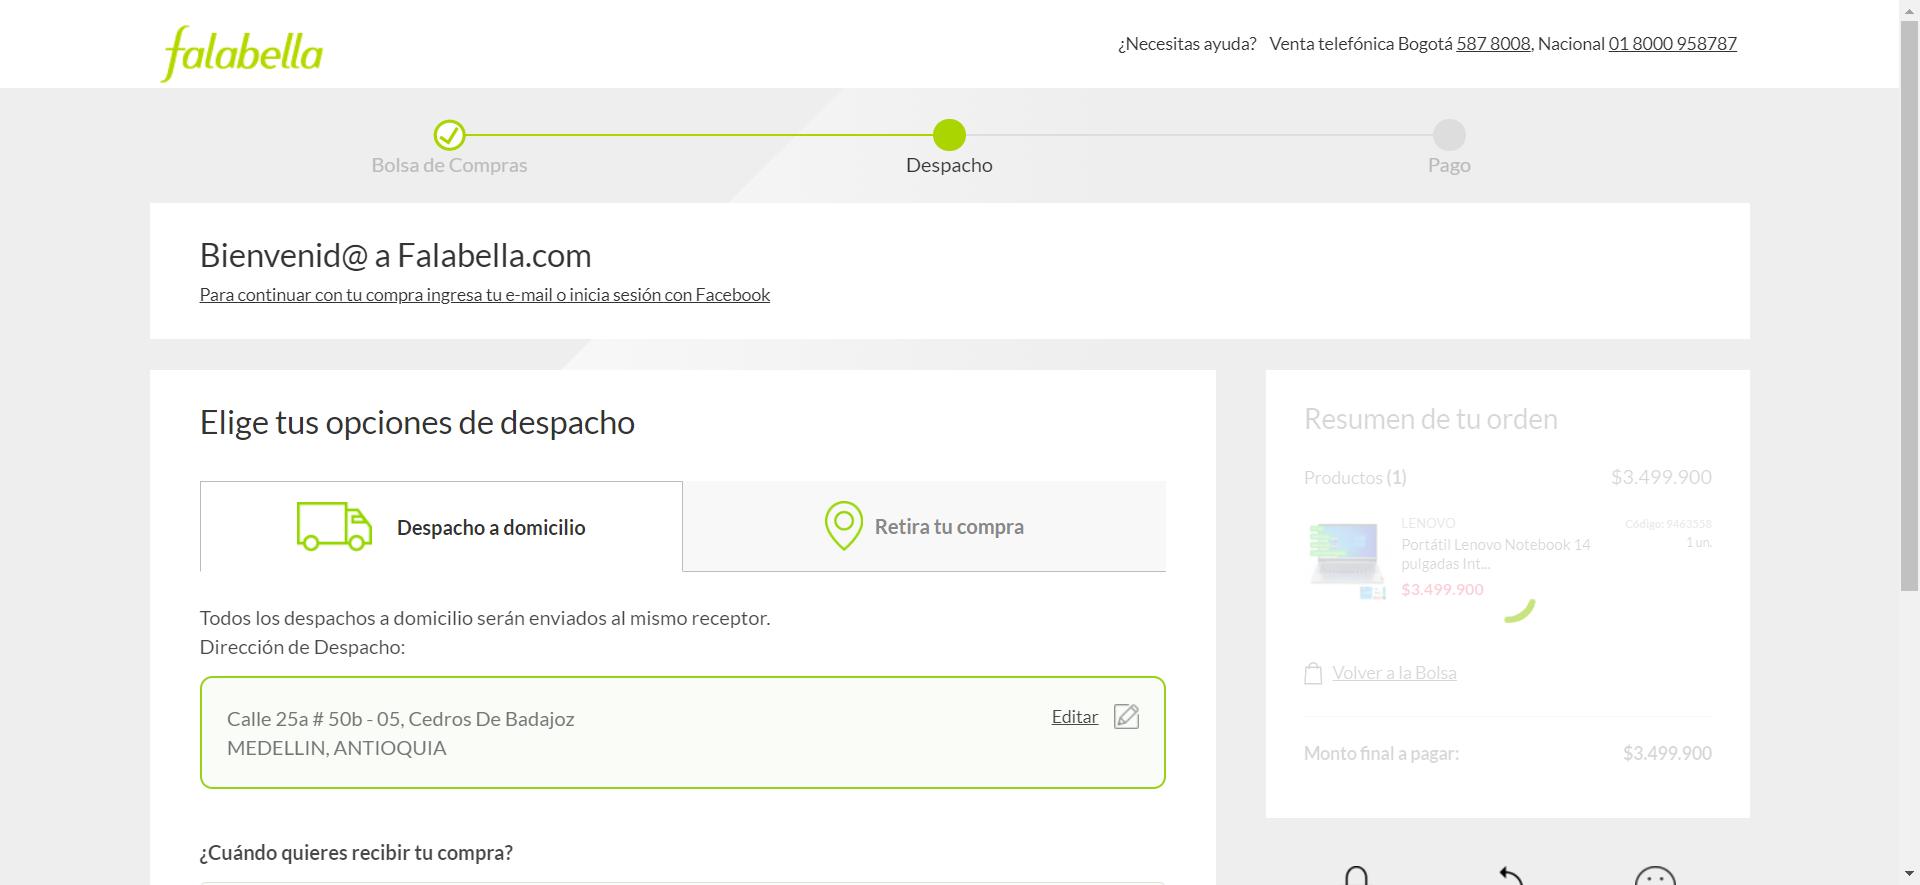 falabella
¿Necesitas ayuda? Venta telefónica Bogotá 587 8008, Nacional 01 8000 958787
Bolsa de Compras
Despacho
Pago
Bienvenid@ a Falabella.com
Para continuar con tu compra ingresa tu e-mail o inicia sesión con Facebook
Elige tus opciones de despacho
Despacho a domicilio
Retira tu compra
Todos los despachos a domicilio serán enviados al mismo receptor.
Dirección de Despacho:
Calle 25a # 50b - 05, Cedros De Badajoz
MEDELLIN, ANTIOQUIA
Editar
¿Cuándo quieres recibir tu compra?
Resumen de tu orden
Productos (1) $3.499.900
LENOVO Código: 9463558
Portátil Lenovo Notebook 14 1 un.
pulgadas Int...
$3.499.900
Volver a la Bolsa
Monto final a pagar: $3.499.900